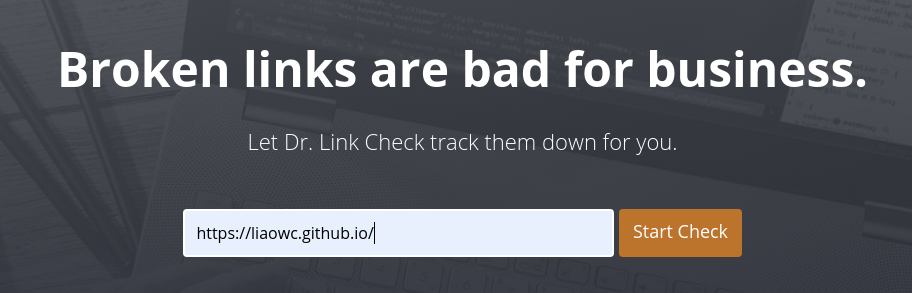 Broken links are bad for business.
Let Dr. Link Check track them down for you.
https://liaowc.github.io/
Start Check